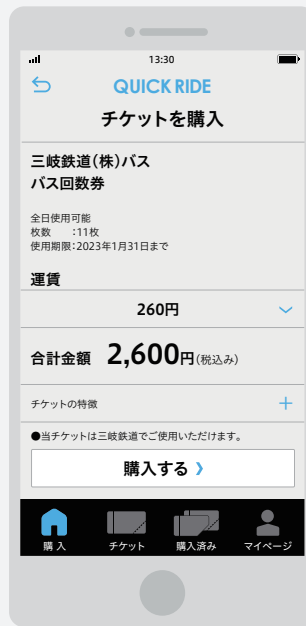 13:30
QUICK RIDE
チケットを購入
三岐鉄道(株)バス
バス回数券
全日使用可能
枚数　:11枚
使用期限:2023年1月31日まで
運賃
260円
合計金額 2,600円(税込み)
チケットの特徴
●当チケットは三岐鉄道でご使用いただけます。
購入する 》
購入 チケット 購入済み マイページ